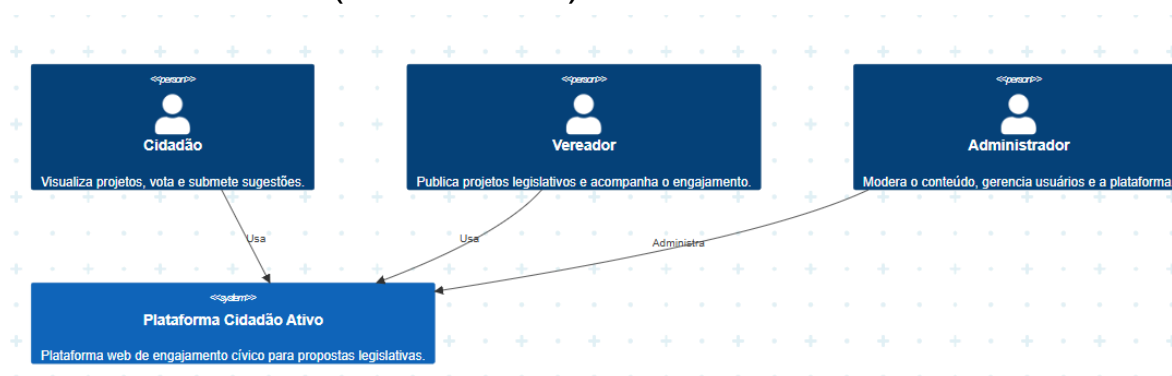 <<person>>
Cidadão
Visualiza projetos, vota e submete sugestões.
<<person>>
Vereador
Publica projetos legislativos e acompanha o engajamento.
<<person>>
Administrador
Modera o conteúdo, gerencia usuários e a plataforma
Usa
Usa
Administra
<<system>>
Plataforma Cidadão Ativo
Plataforma web de engajamento cívico para propostas legislativas.